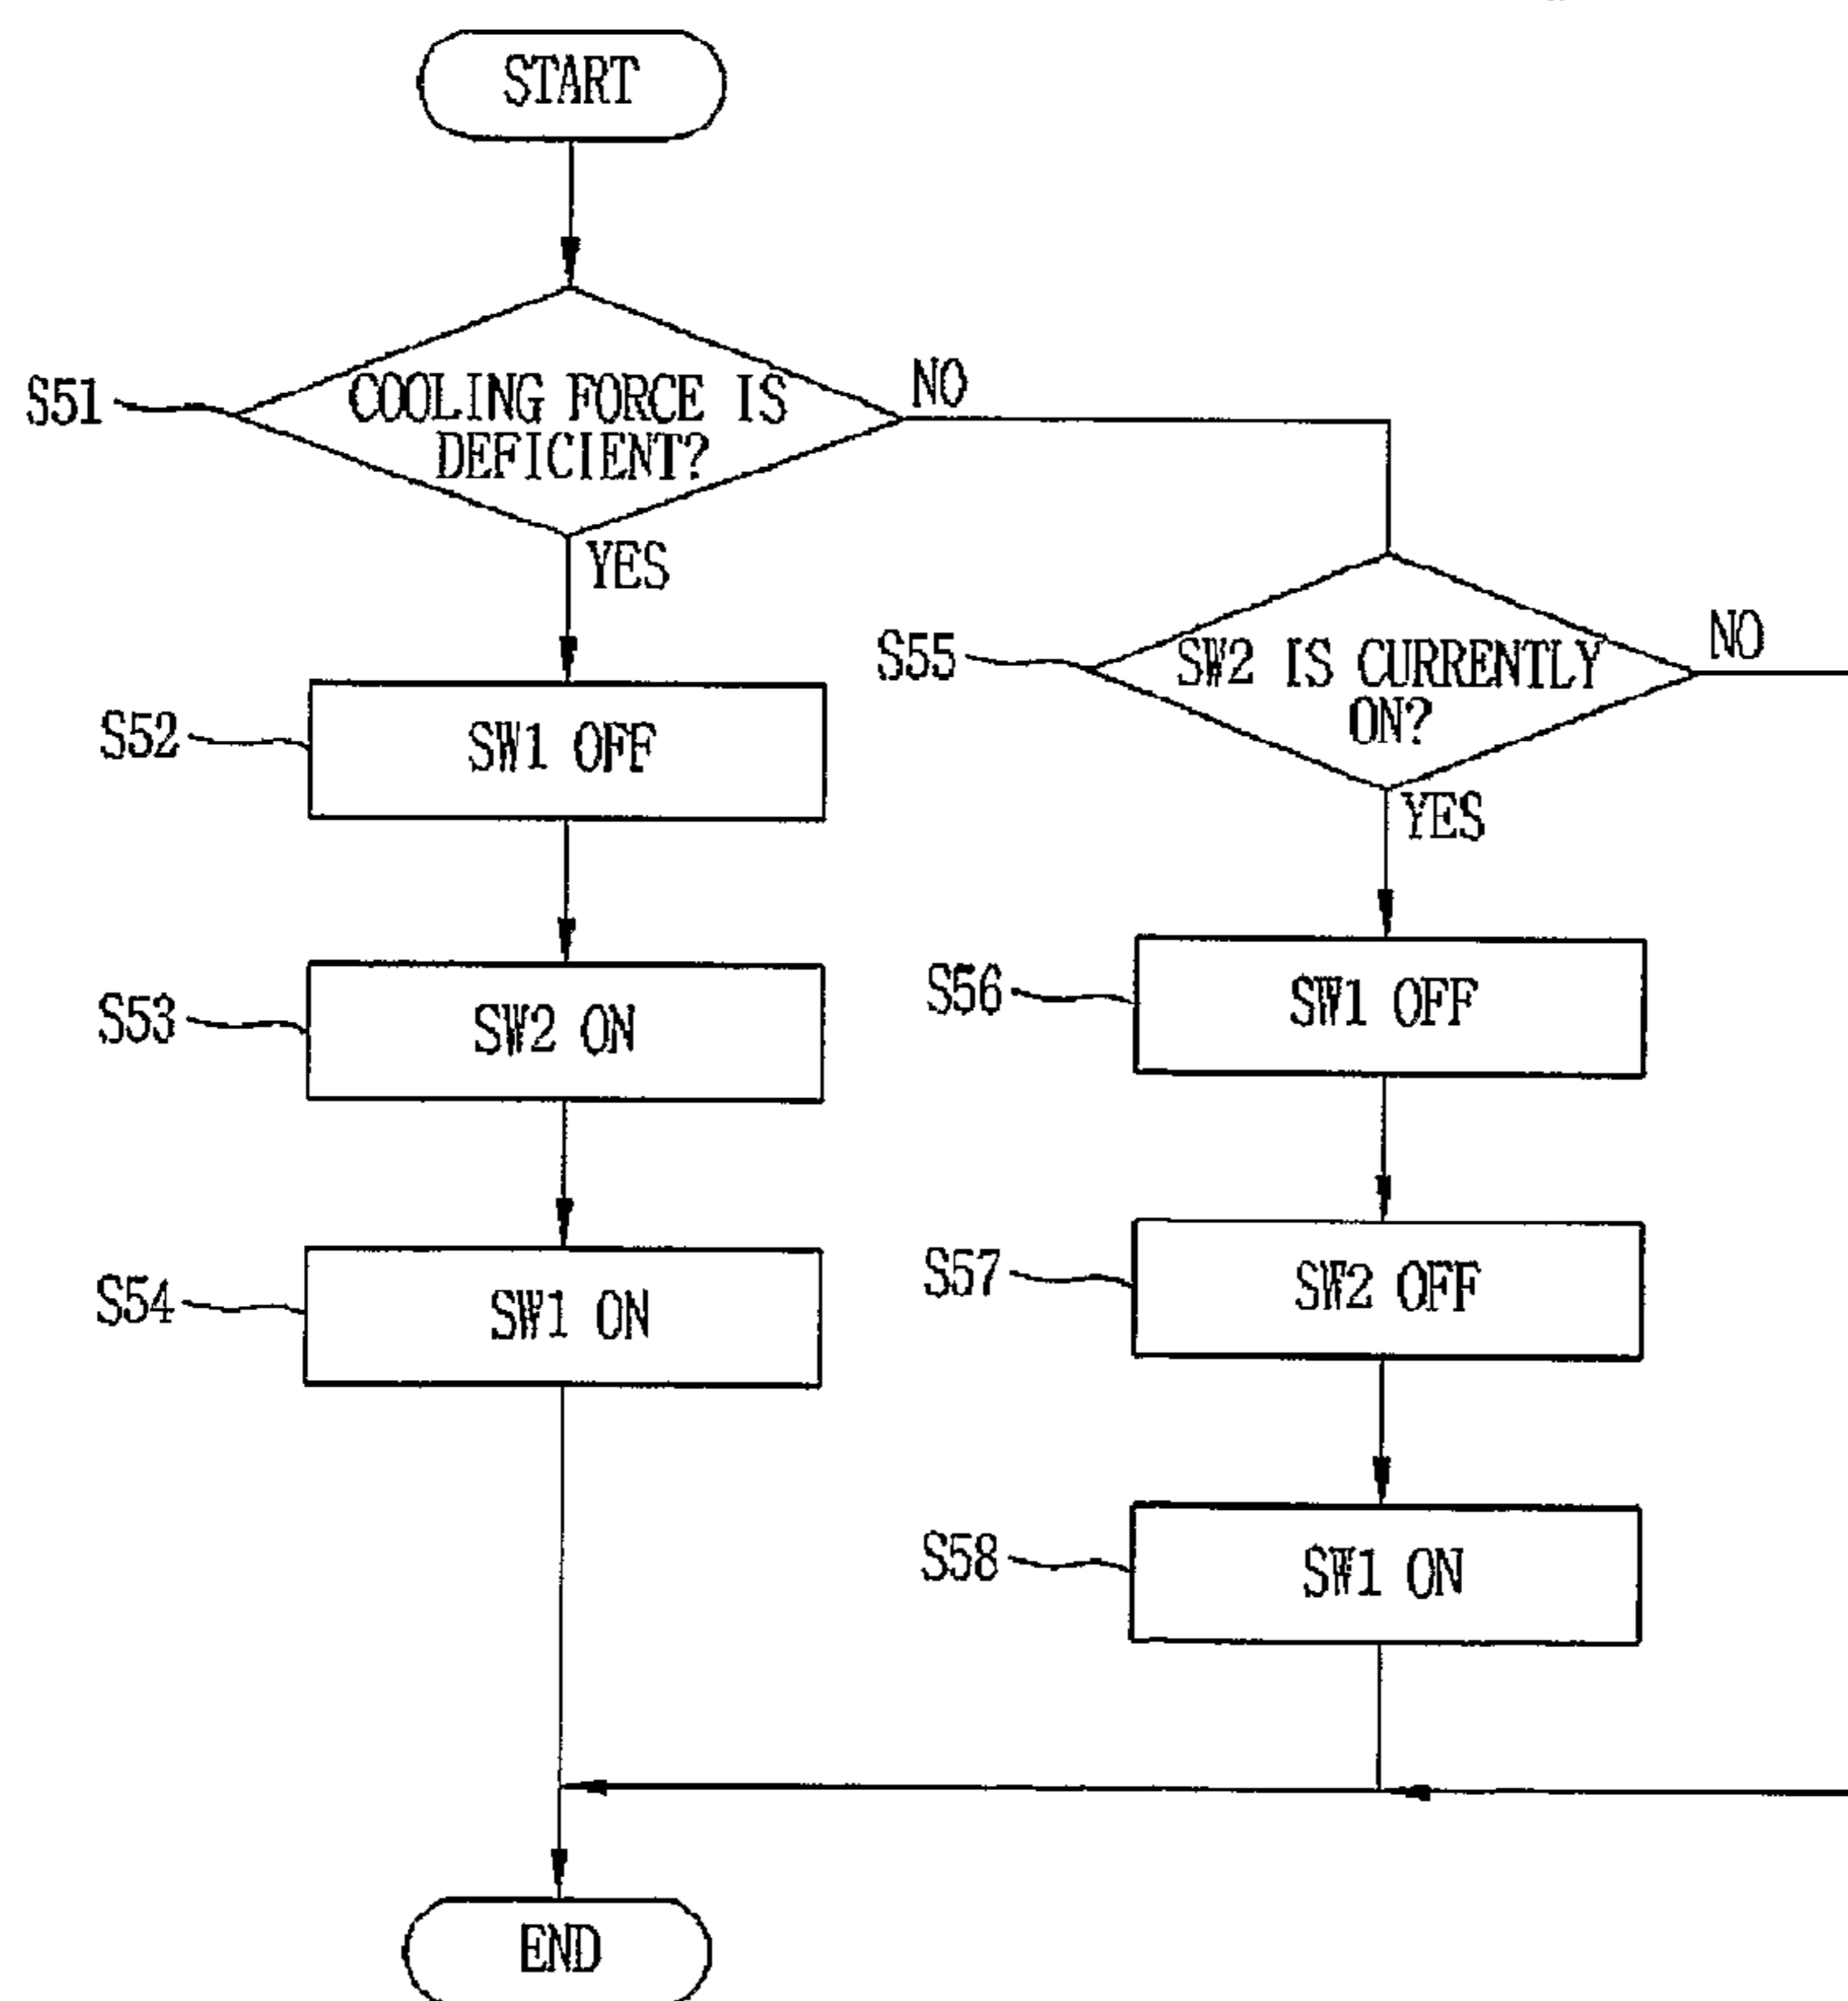 START
S51
COOLING FORCE IS
DEFICIENT?
NO
YES
S52
SW1 OFF
S53
SW2 ON
S54
SW1 ON
S55
SW2 IS CURRENTLY
ON?
NO
YES
S56
SW1 OFF
S57
SW2 OFF
S58
SW1 ON
END